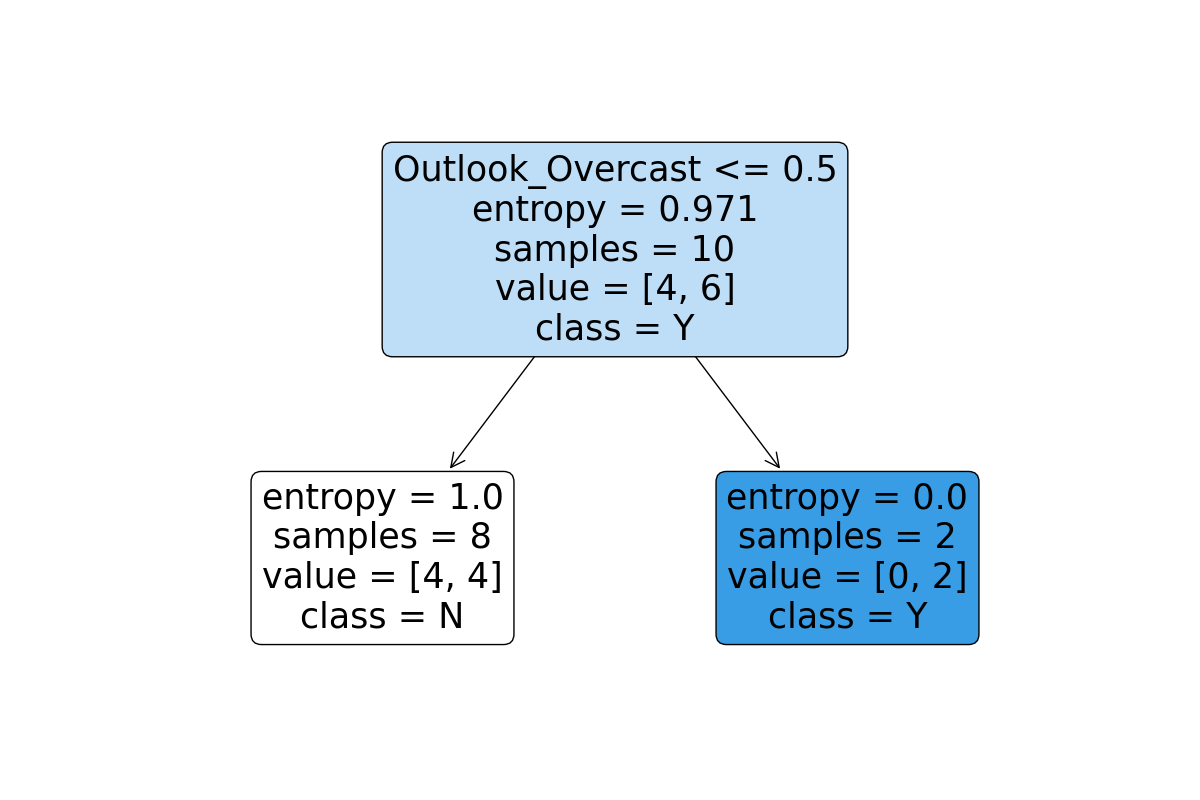 Outlook_Overcast <= 0.5
entropy = 0.971
samples = 10
value = [4, 6]
class = Y
entropy = 1.0
samples = 8
value = [4, 4]
class = N
entropy = 0.0
samples = 2
value = [0, 2]
class = Y